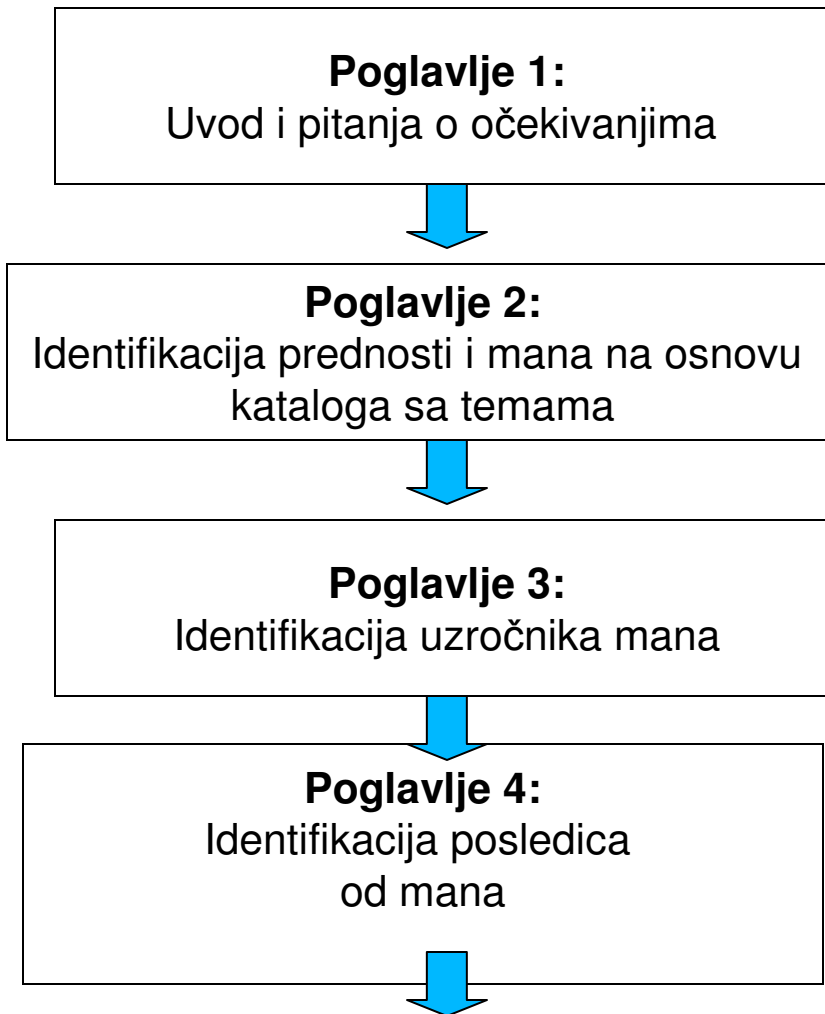 Poglavlje 1:
Uvod i pitanja o očekivanjima
Poglavlje 2:
Identifikacija prednosti i mana na osnovu
kataloga sa temama
Poglavlje 3:
Identifikacija uzročnika mana
Poglavlje 4:
Identifikacija posledica
od mana